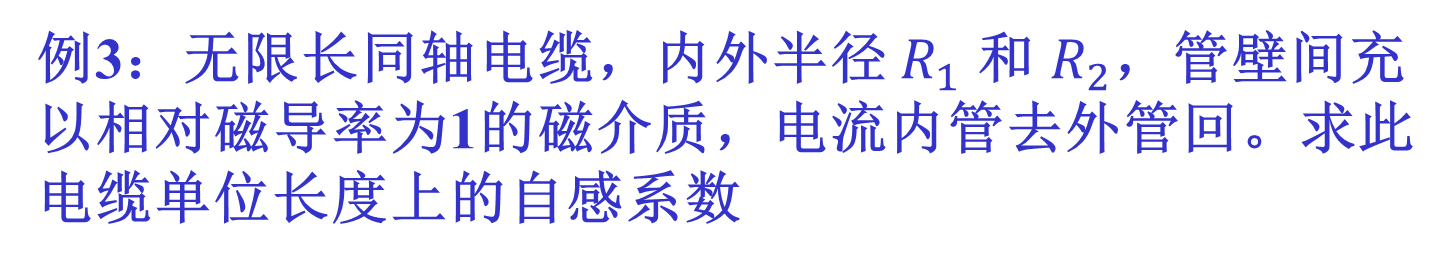 例3：无限长同轴电缆，内外半径 R₁ 和 R₂，管壁间充
以相对磁导率为1的磁介质，电流内管去外管回。求此
电缆单位长度上的自感系数